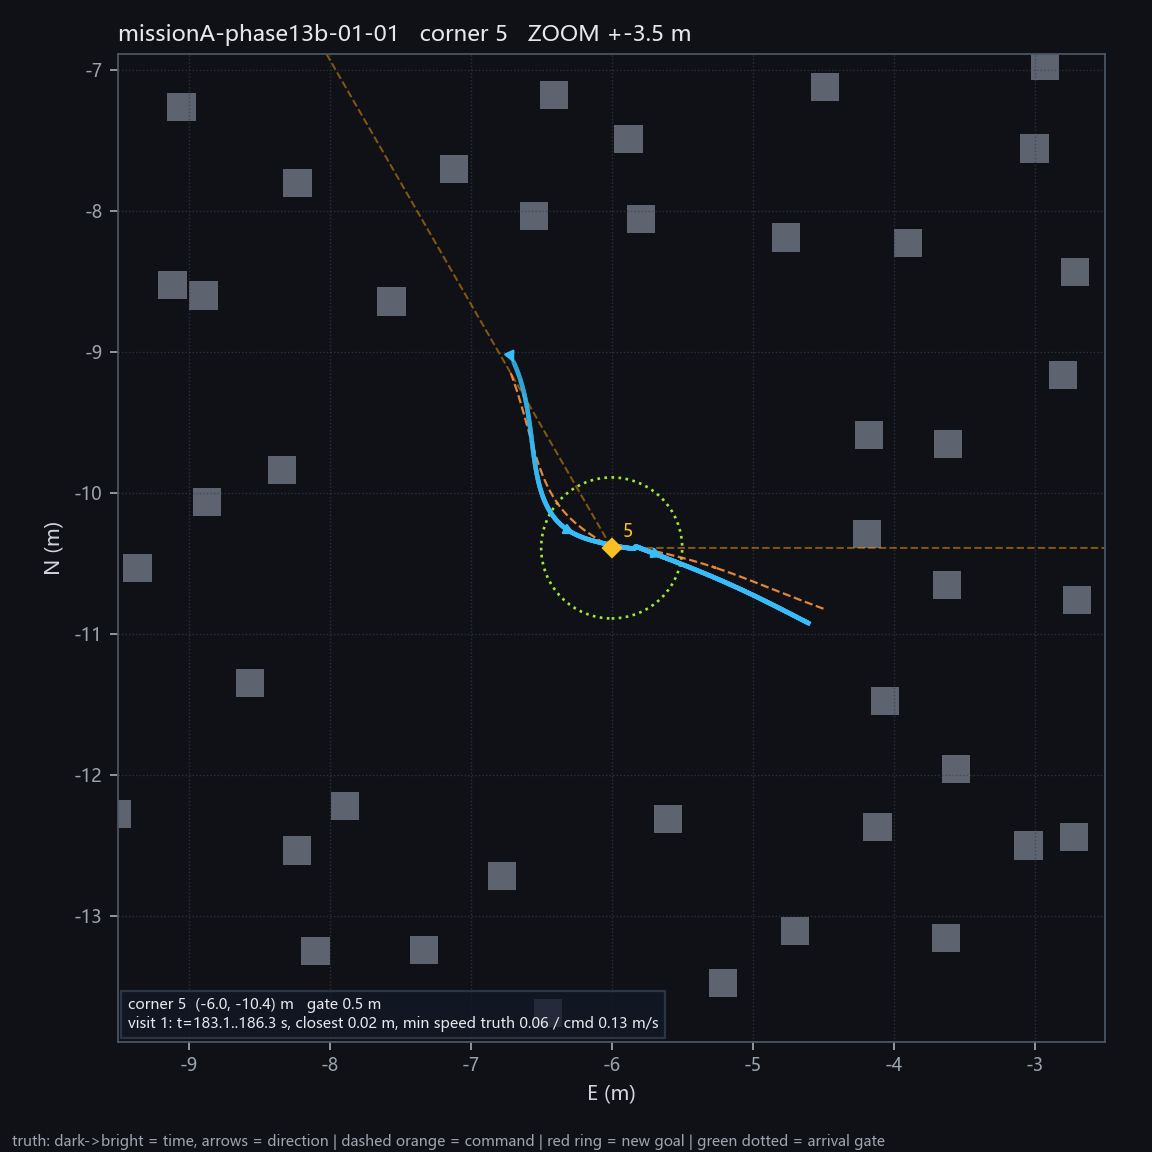 missionA-phase13b-01-01   corner 5   ZOOM +-3.5 m
-7
-8
-9
-10
-11
-12
-13
N (m)
5
corner 5  (-6.0, -10.4) m   gate 0.5 m
visit 1: t=183.1..186.3 s, closest 0.02 m, min speed truth 0.06 / cmd 0.13 m/s
-9 -8 -7 -6 -5 -4 -3
E (m)
truth: dark->bright = time, arrows = direction | dashed orange = command | red ring = new goal | green dotted = arrival gate